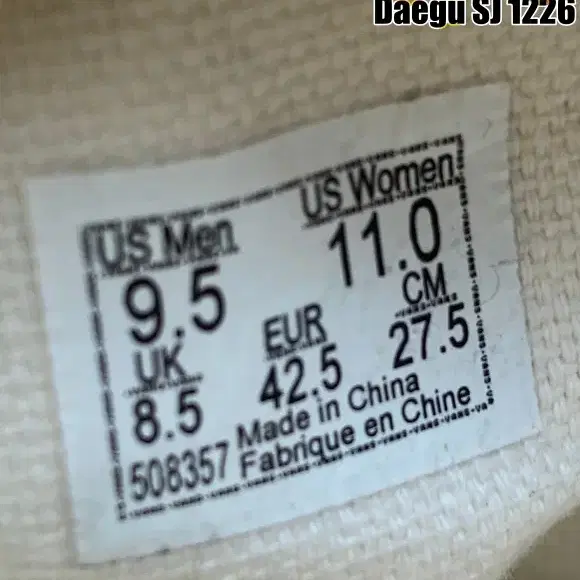 Daegu SJ 1226
US Men US Women
9.5 11.0
UK EUR CM
8.5 42.5 27.5
Made in China
508357 Fabrique en Chine